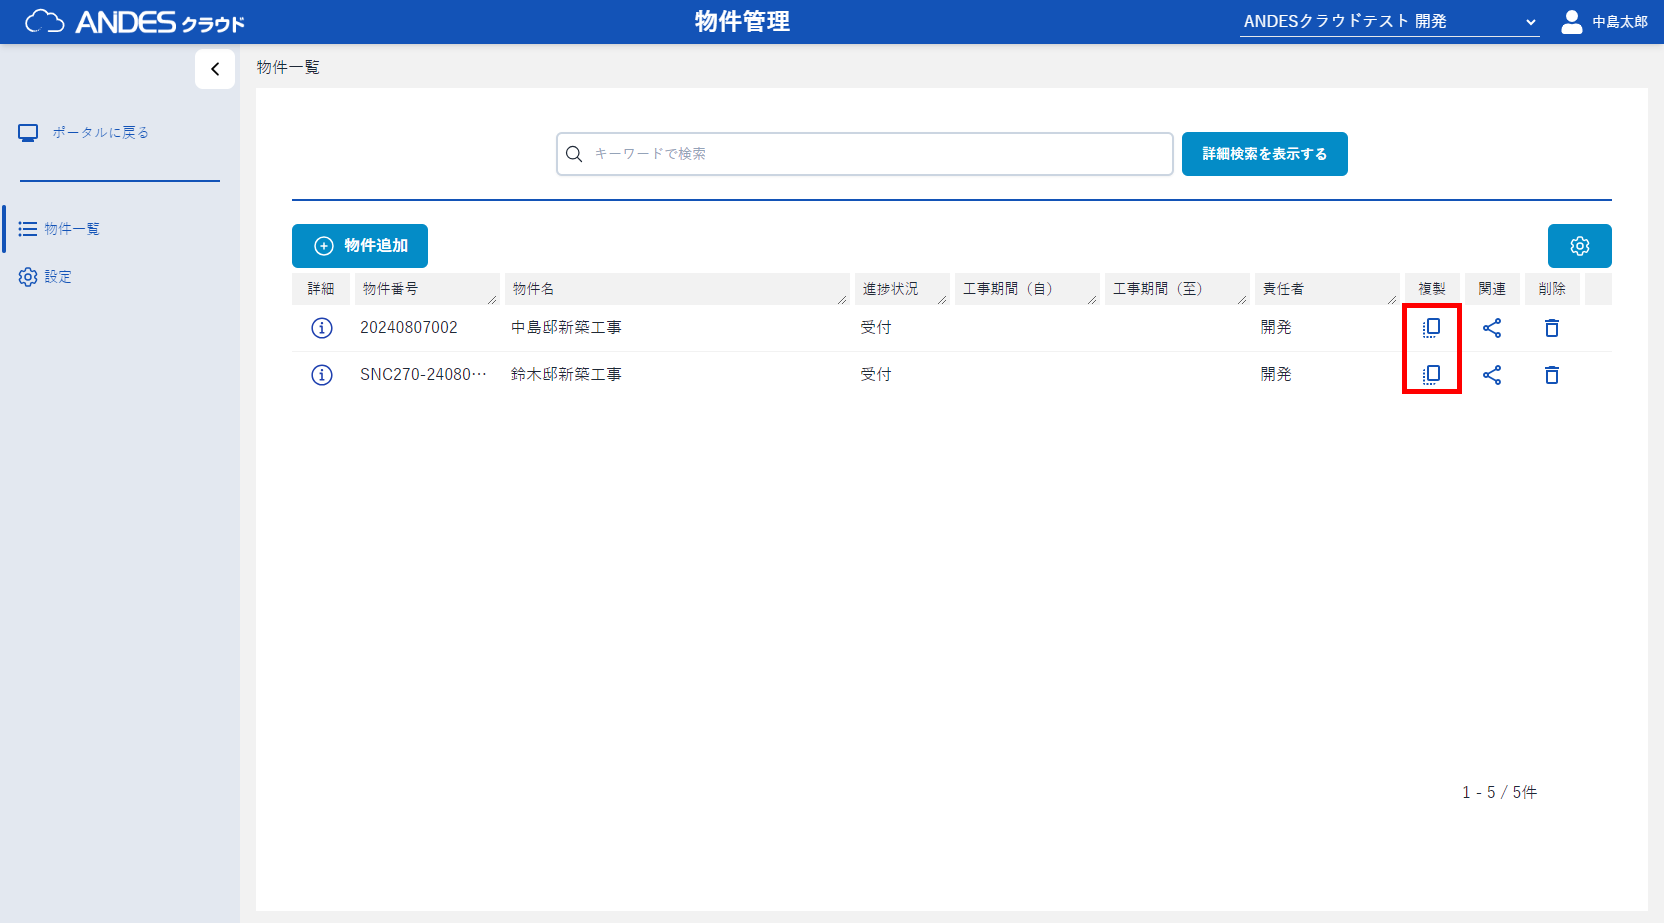 ANDES クラウド
物件管理
ANDESクラウドテスト 開発
中島太郎
物件一覧
ポータルに戻る
キーワードで検索
詳細検索を表示する
物件一覧
設定
物件追加
詳細 物件番号 物件名 進捗状況 工事期間（自） 工事期間（至） 責任者 複製 関連 削除
20240807002 中島邸新築工事 受付 開発
SNC270-24080… 鈴木邸新築工事 受付 開発
1 - 5 / 5件